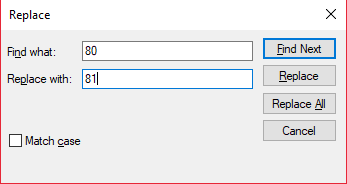 Replace
Find what: 80 Find Next
Replace with: 81 Replace
Replace All
Match case Cancel